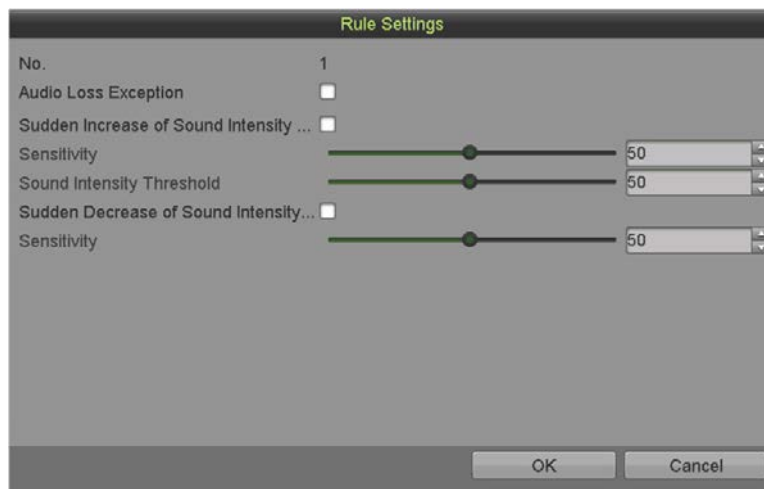 Rule Settings
No. 1
Audio Loss Exception
Sudden Increase of Sound Intensity ...
Sensitivity 50
Sound Intensity Threshold 50
Sudden Decrease of Sound Intensity...
Sensitivity 50
OK Cancel